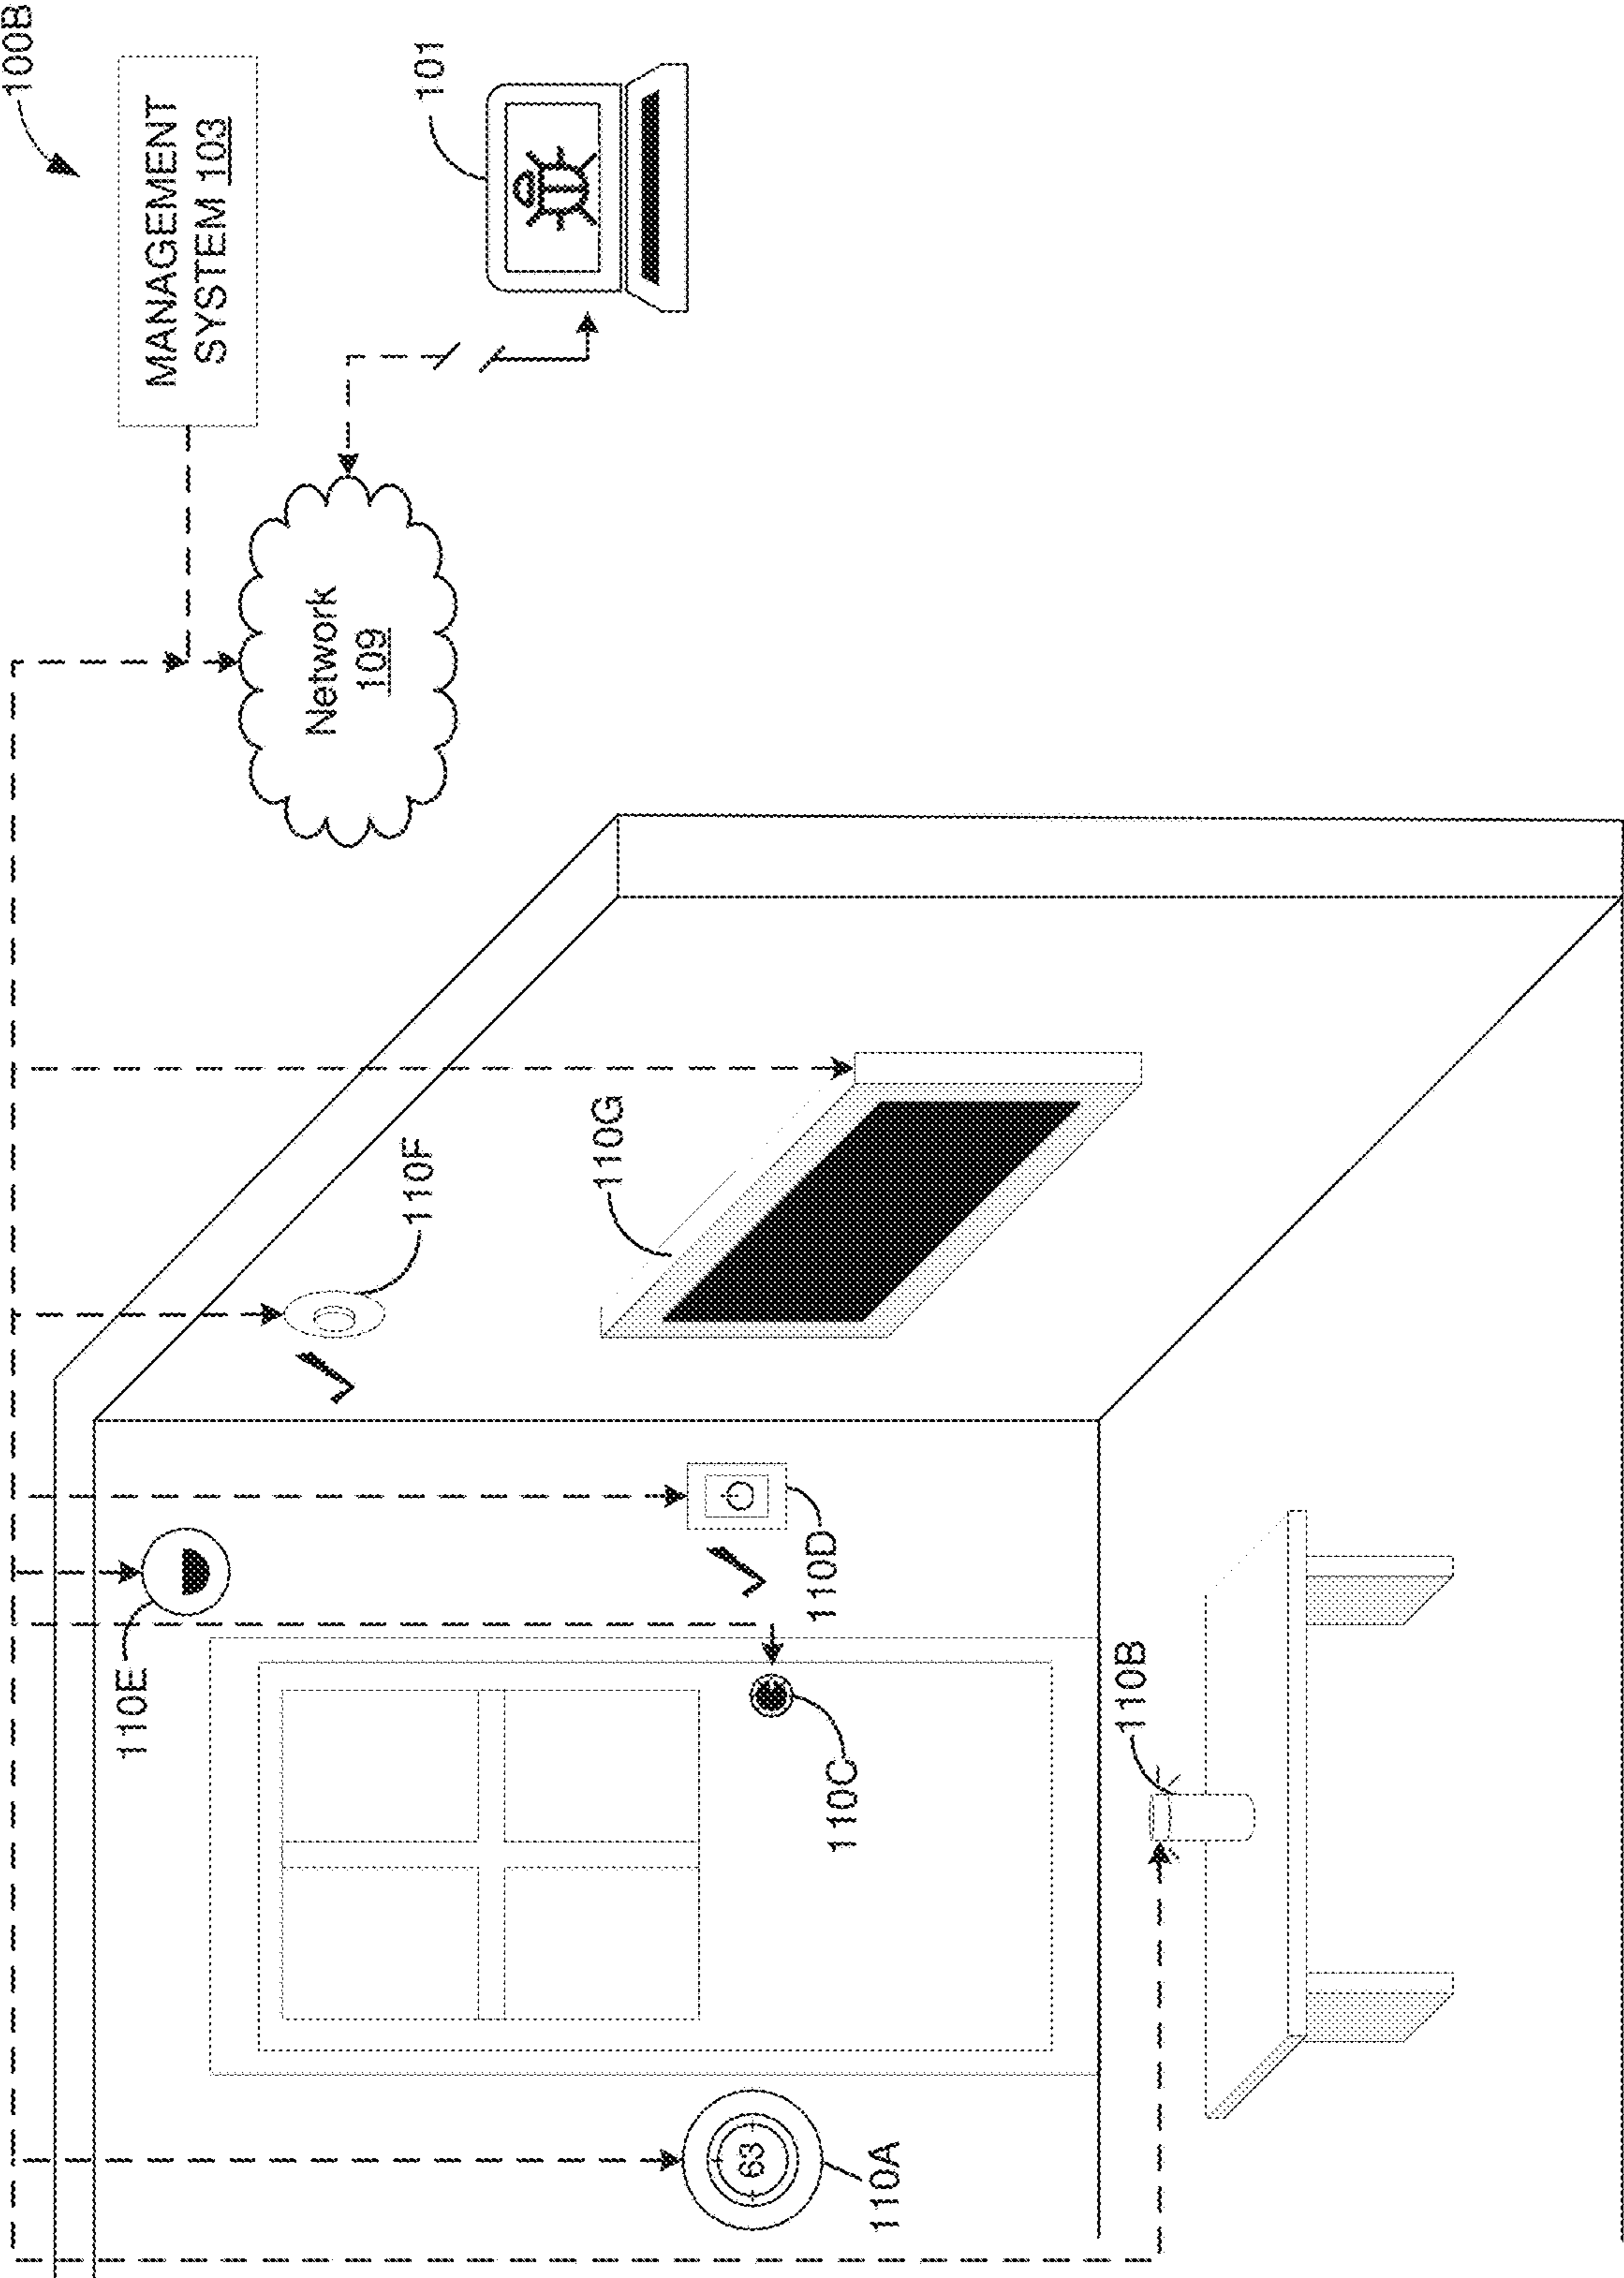 100B
MANAGEMENT
SYSTEM 103
101
Network
109
110E
110F
110G
110D
110C
110A
63
110B